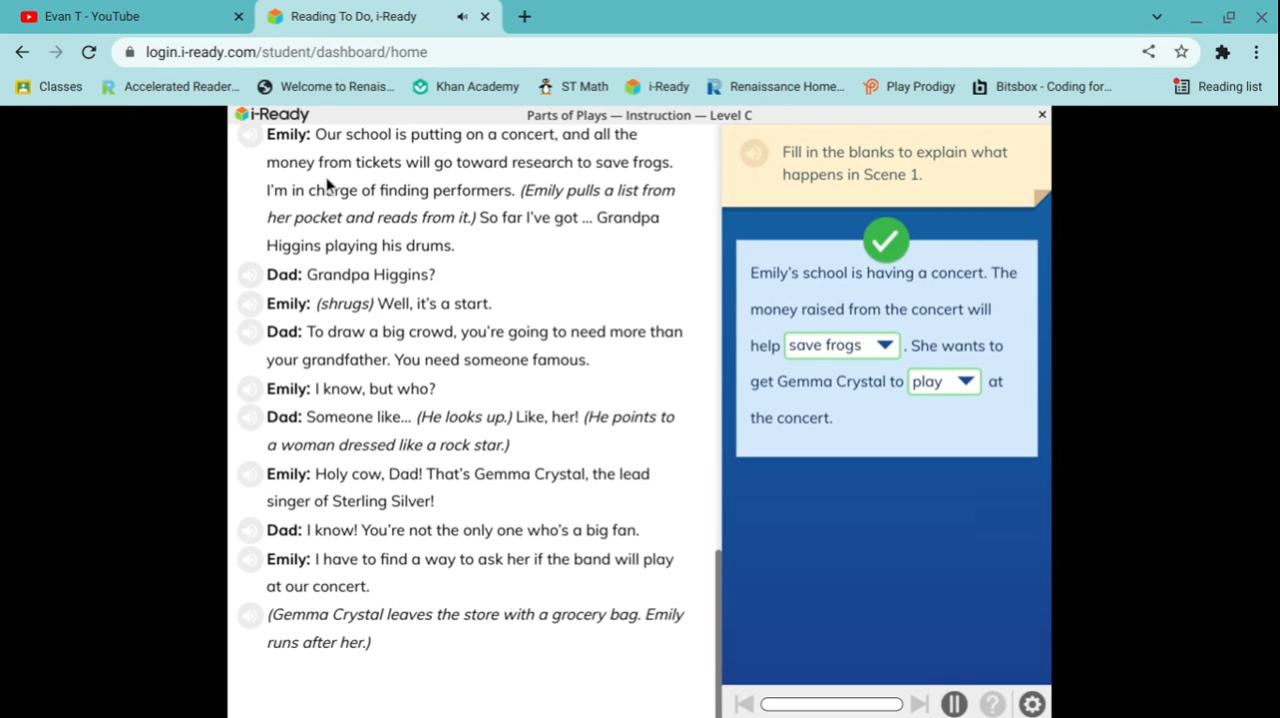 Evan T - YouTube
Reading To Do, i-Ready
login.i-ready.com/student/dashboard/home
Classes
Accelerated Reader...
Welcome to Renais...
Khan Academy
ST Math
i-Ready
Renaissance Home...
Play Prodigy
Bitsbox - Coding for...
Reading list
i-Ready
Parts of Plays — Instruction — Level C
Emily: Our school is putting on a concert, and all the
money from tickets will go toward research to save frogs.
I'm in charge of finding performers. (Emily pulls a list from
her pocket and reads from it.) So far I've got ... Grandpa
Higgins playing his drums.
Dad: Grandpa Higgins?
Emily: (shrugs) Well, it's a start.
Dad: To draw a big crowd, you're going to need more than
your grandfather. You need someone famous.
Emily: I know, but who?
Dad: Someone like... (He looks up.) Like, her! (He points to
a woman dressed like a rock star.)
Emily: Holy cow, Dad! That's Gemma Crystal, the lead
singer of Sterling Silver!
Dad: I know! You're not the only one who's a big fan.
Emily: I have to find a way to ask her if the band will play
at our concert.
(Gemma Crystal leaves the store with a grocery bag. Emily
runs after her.)
Fill in the blanks to explain what
happens in Scene 1.
Emily's school is having a concert. The
money raised from the concert will
help save frogs . She wants to
get Gemma Crystal to play at
the concert.